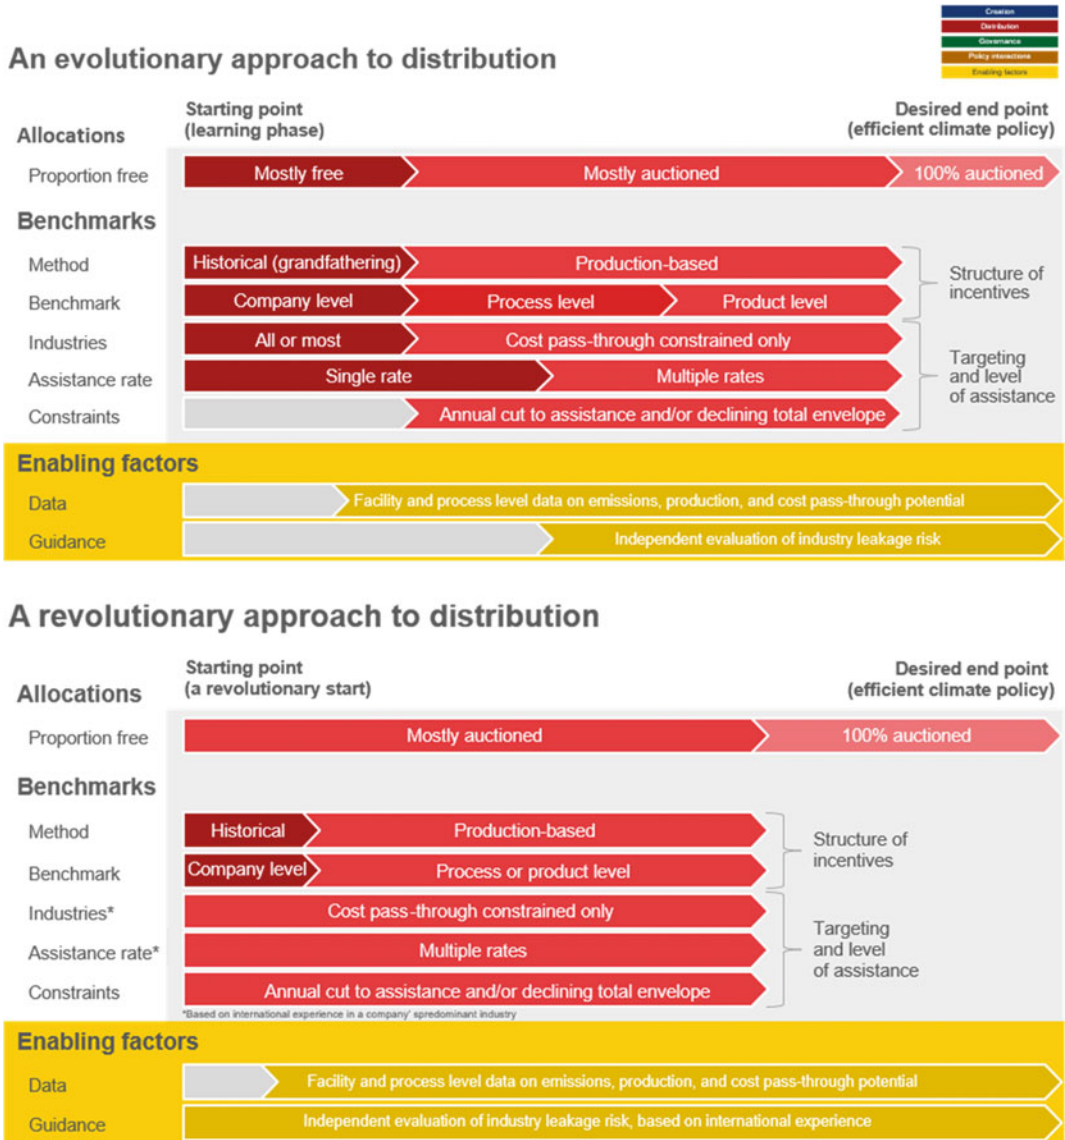 Creation
Distribution
Governance
Policy interactions
Enabling factors
An evolutionary approach to distribution
Starting point
(learning phase)
Desired end point
(efficient climate policy)
Allocations
Proportion free
Mostly free
Mostly auctioned
100% auctioned
Benchmarks
Method
Historical (grandfathering)
Production-based
Benchmark
Company level
Process level
Product level
Structure of
incentives
Industries
All or most
Cost pass-through constrained only
Assistance rate
Single rate
Multiple rates
Constraints
Annual cut to assistance and/or declining total envelope
Targeting
and level
of assistance
Enabling factors
Data
Facility and process level data on emissions, production, and cost pass-through potential
Guidance
Independent evaluation of industry leakage risk
A revolutionary approach to distribution
Starting point
(a revolutionary start)
Desired end point
(efficient climate policy)
Allocations
Proportion free
Mostly auctioned
100% auctioned
Benchmarks
Method
Historical
Production-based
Benchmark
Company level
Process or product level
Structure of
incentives
Industries*
Cost pass-through constrained only
Assistance rate*
Multiple rates
Constraints
Annual cut to assistance and/or declining total envelope
Targeting
and level
of assistance
*Based on international experience in a company' spredominant industry
Enabling factors
Data
Facility and process level data on emissions, production, and cost pass-through potential
Guidance
Independent evaluation of industry leakage risk, based on international experience